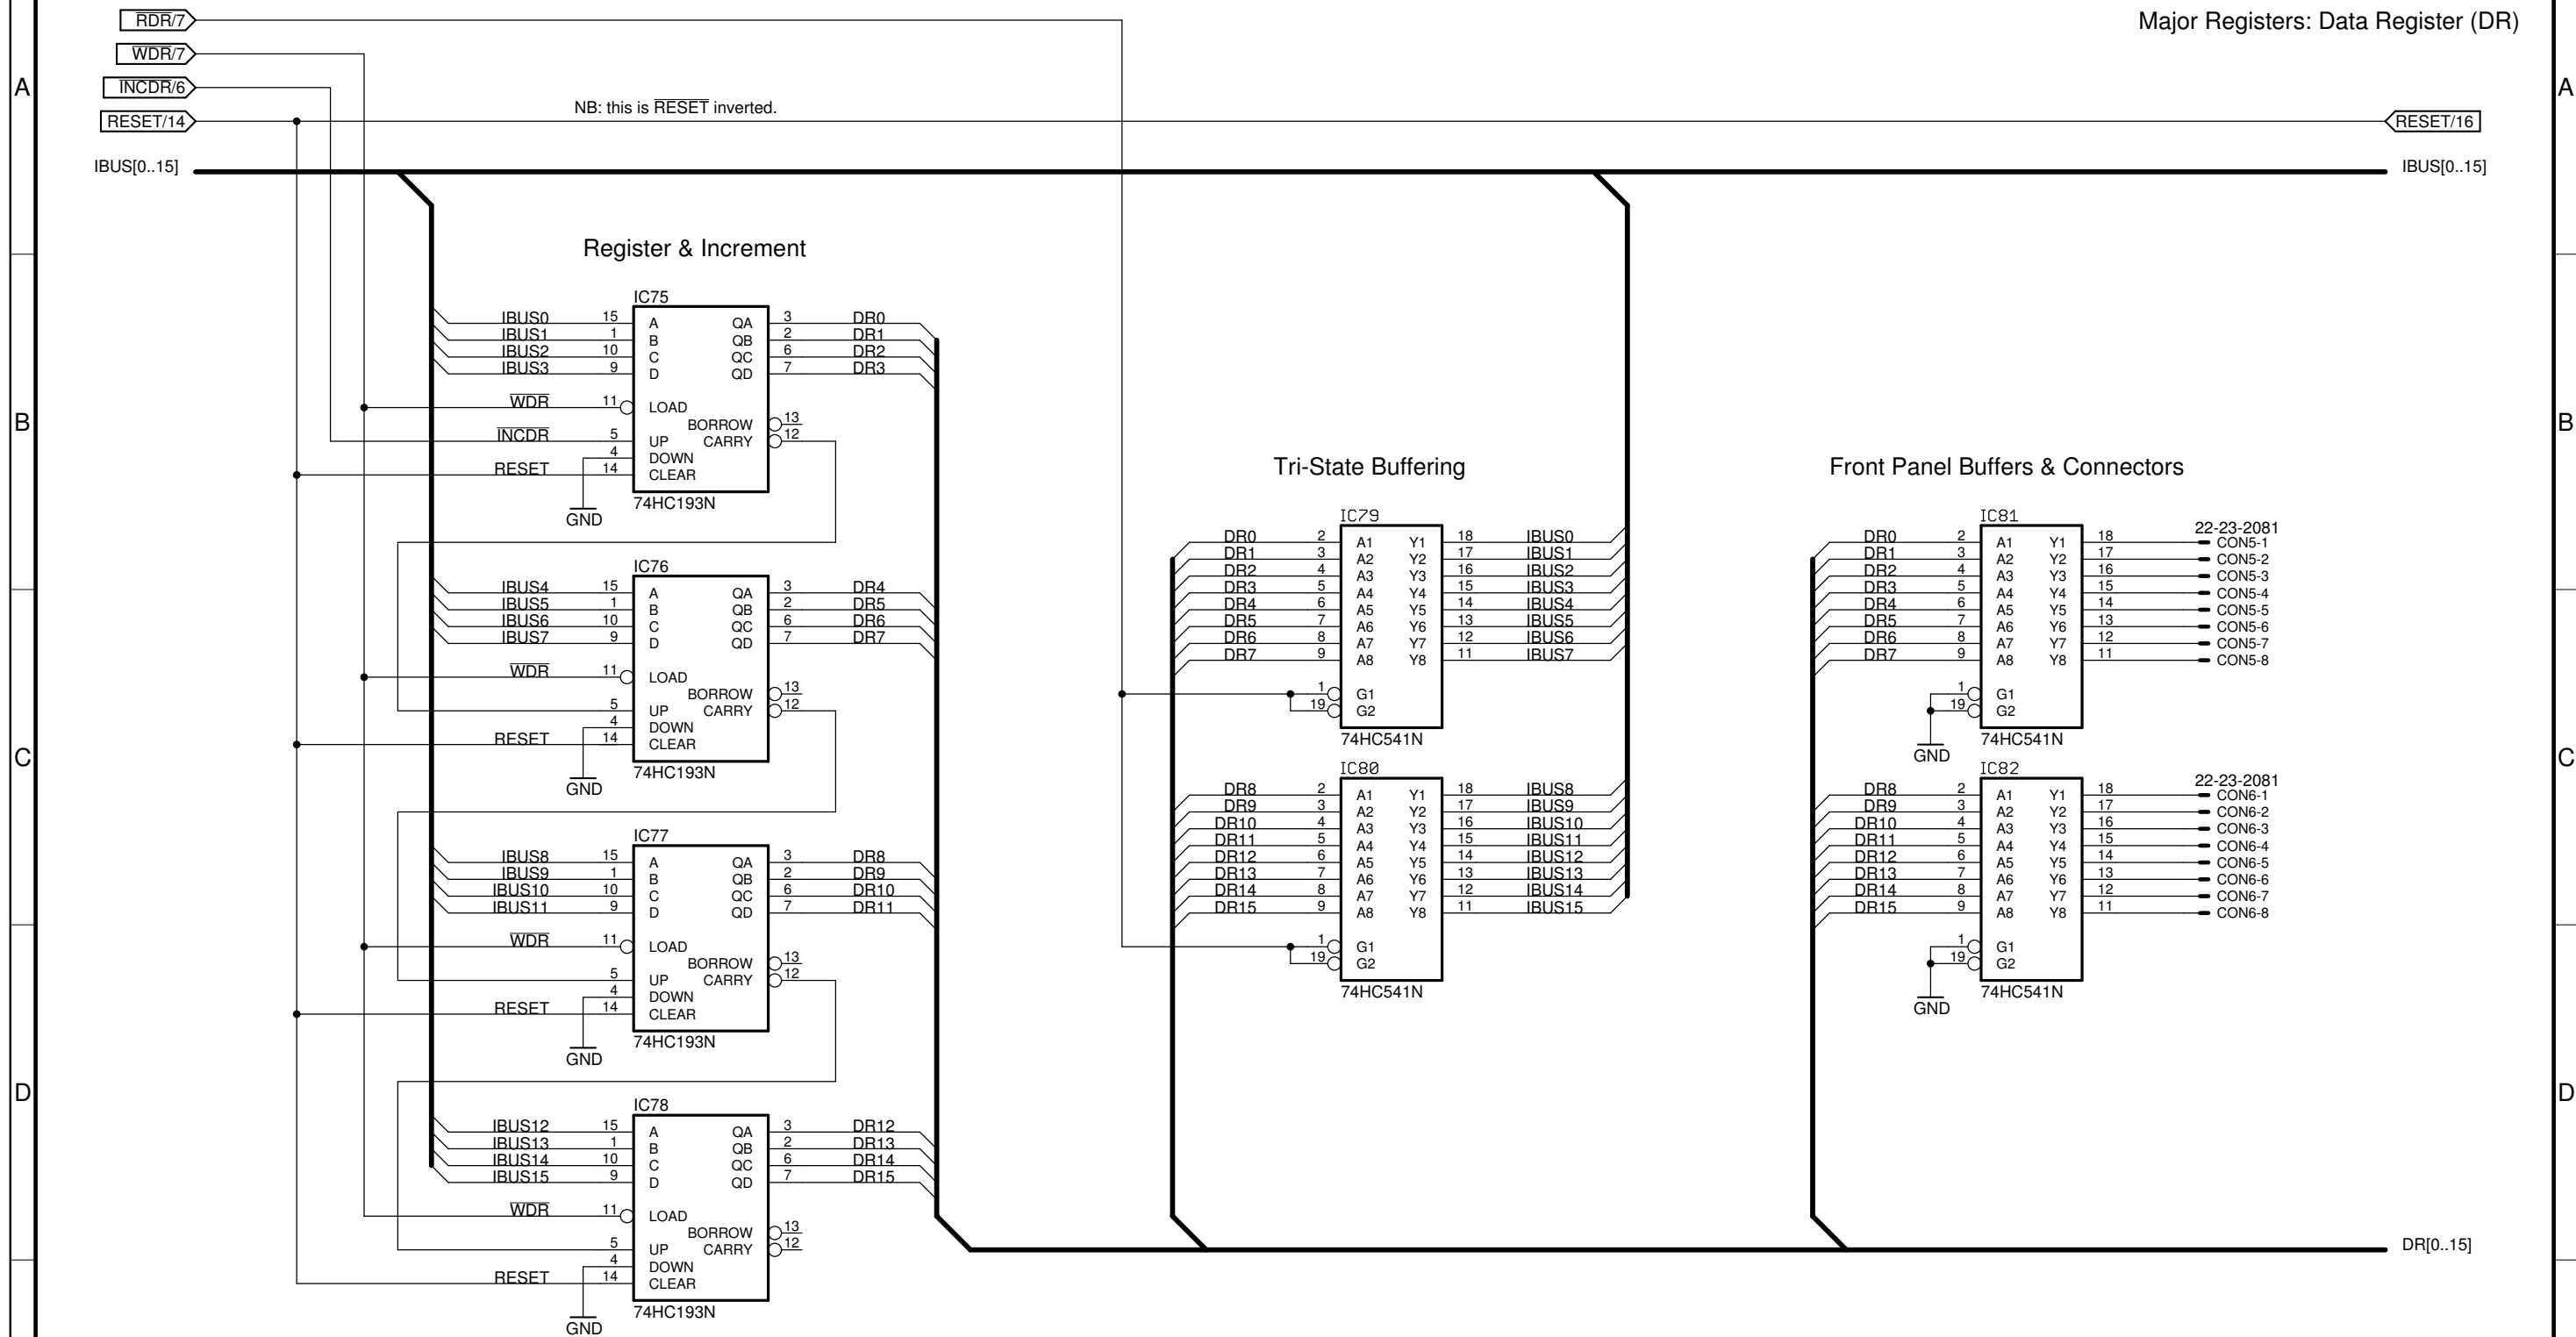 Major Registers: Data Register (DR)
RDR/7
WDR/7
INCDR/6
RESET/14
NB: this is RESET inverted.
RESET/16
IBUS[0..15]
IBUS[0..15]
A
A
B
B
C
C
D
D
Register & Increment
IC75
IBUS0 15 A QA 3 DR0
IBUS1 1 B QB 2 DR1
IBUS2 10 C QC 6 DR2
IBUS3 9 D QD 7 DR3
WDR 11 LOAD
BORROW 13
INCDR 5 UP CARRY 12
4 DOWN
RESET 14 CLEAR
74HC193N
GND
IC76
IBUS4 15 A QA 3 DR4
IBUS5 1 B QB 2 DR5
IBUS6 10 C QC 6 DR6
IBUS7 9 D QD 7 DR7
WDR 11 LOAD
BORROW 13
5 UP CARRY 12
4 DOWN
RESET 14 CLEAR
74HC193N
GND
IC77
IBUS8 15 A QA 3 DR8
IBUS9 1 B QB 2 DR9
IBUS10 10 C QC 6 DR10
IBUS11 9 D QD 7 DR11
WDR 11 LOAD
BORROW 13
5 UP CARRY 12
4 DOWN
RESET 14 CLEAR
74HC193N
GND
IC78
IBUS12 15 A QA 3 DR12
IBUS13 1 B QB 2 DR13
IBUS14 10 C QC 6 DR14
IBUS15 9 D QD 7 DR15
WDR 11 LOAD
BORROW 13
5 UP CARRY 12
4 DOWN
RESET 14 CLEAR
74HC193N
GND
Tri-State Buffering
IC79
DR0 2 A1 Y1 18 IBUS0
DR1 3 A2 Y2 17 IBUS1
DR2 4 A3 Y3 16 IBUS2
DR3 5 A4 Y4 15 IBUS3
DR4 6 A5 Y5 14 IBUS4
DR5 7 A6 Y6 13 IBUS5
DR6 8 A7 Y7 12 IBUS6
DR7 9 A8 Y8 11 IBUS7
1 G1
19 G2
74HC541N
IC80
DR8 2 A1 Y1 18 IBUS8
DR9 3 A2 Y2 17 IBUS9
DR10 4 A3 Y3 16 IBUS10
DR11 5 A4 Y4 15 IBUS11
DR12 6 A5 Y5 14 IBUS12
DR13 7 A6 Y6 13 IBUS13
DR14 8 A7 Y7 12 IBUS14
DR15 9 A8 Y8 11 IBUS15
1 G1
19 G2
74HC541N
Front Panel Buffers & Connectors
IC81
22-23-2081
DR0 2 A1 Y1 18 CON5-1
DR1 3 A2 Y2 17 CON5-2
DR2 4 A3 Y3 16 CON5-3
DR3 5 A4 Y4 15 CON5-4
DR4 6 A5 Y5 14 CON5-5
DR5 7 A6 Y6 13 CON5-6
DR6 8 A7 Y7 12 CON5-7
DR7 9 A8 Y8 11 CON5-8
1 G1
19 G2
74HC541N
GND
IC82
22-23-2081
DR8 2 A1 Y1 18 CON6-1
DR9 3 A2 Y2 17 CON6-2
DR10 4 A3 Y3 16 CON6-3
DR11 5 A4 Y4 15 CON6-4
DR12 6 A5 Y5 14 CON6-5
DR13 7 A6 Y6 13 CON6-6
DR14 8 A7 Y7 12 CON6-7
DR15 9 A8 Y8 11 CON6-8
1 G1
19 G2
74HC541N
GND
DR[0..15]